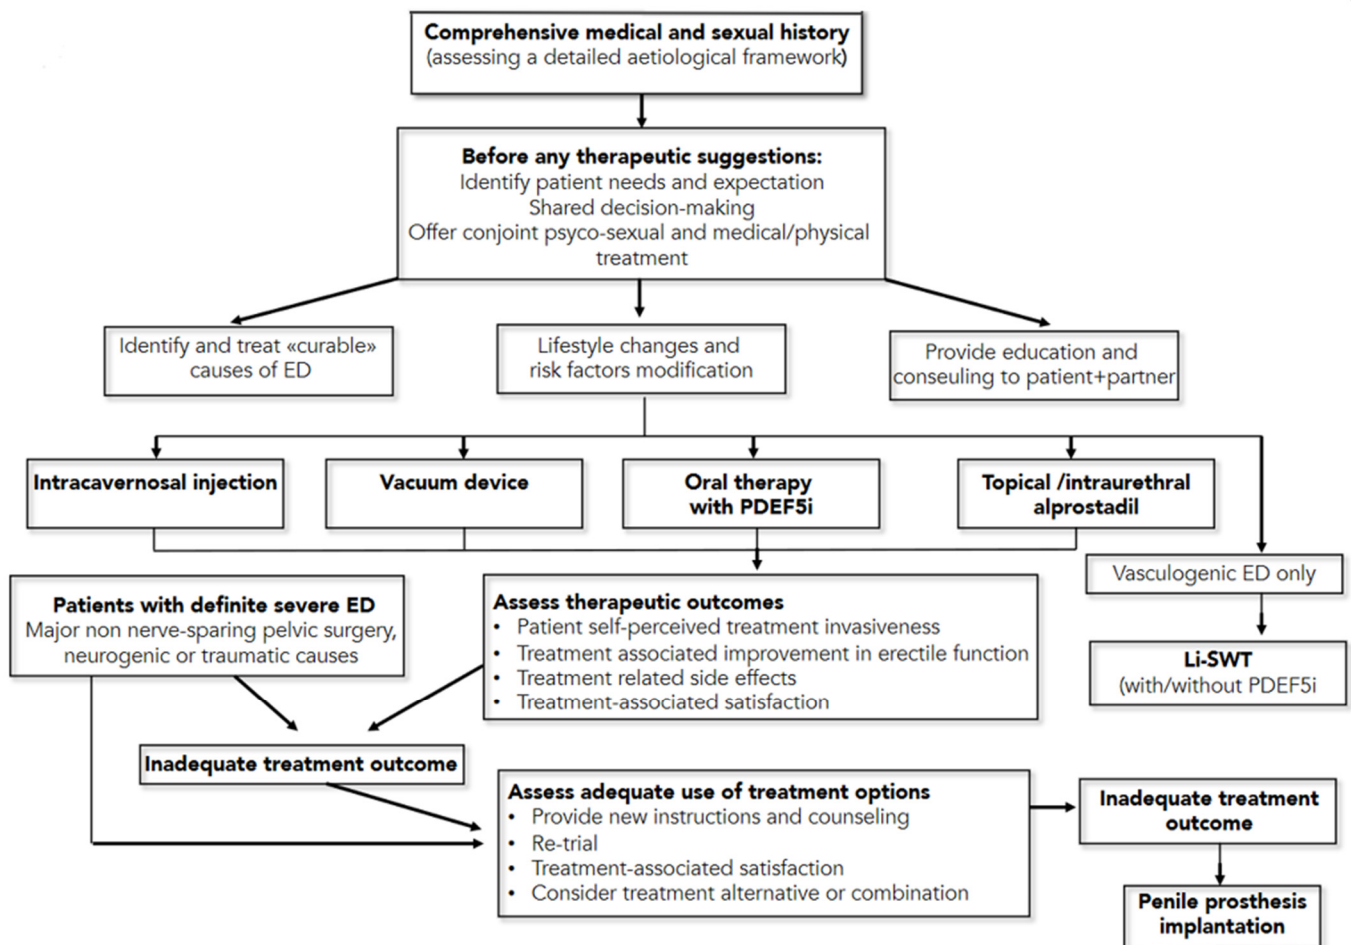 Comprehensive medical and sexual history
(assessing a detailed aetiological framework)
Before any therapeutic suggestions:
Identify patient needs and expectation
Shared decision-making
Offer conjoint psyco-sexual and medical/physical
treatment
Identify and treat «curable»
causes of ED
Lifestyle changes and
risk factors modification
Provide education and
conseuling to patient+partner
Intracavernosal injection
Vacuum device
Oral therapy
with PDEF5i
Topical /intraurethral
alprostadil
Vasculogenic ED only
Li-SWT
(with/without PDEF5i
Patients with definite severe ED
Major non nerve-sparing pelvic surgery,
neurogenic or traumatic causes
Assess therapeutic outcomes
• Patient self-perceived treatment invasiveness
• Treatment associated improvement in erectile function
• Treatment related side effects
• Treatment-associated satisfaction
Inadequate treatment outcome
Assess adequate use of treatment options
• Provide new instructions and counseling
• Re-trial
• Treatment-associated satisfaction
• Consider treatment alternative or combination
Inadequate treatment
outcome
Penile prosthesis
implantation